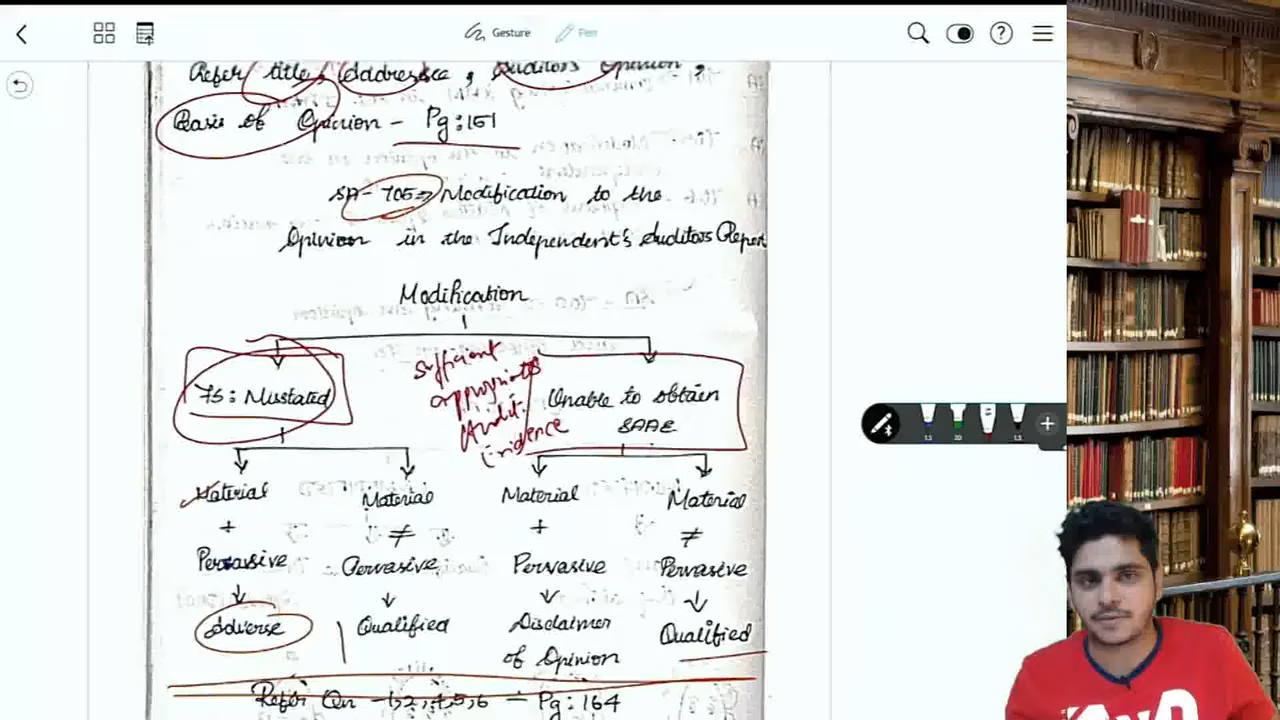 Gesture
Pen
Refer title, addressee, Auditors Opinion,
Basis of Opinion - Pg:161
SA-705 => Modification to the
Opinion in the Independent's Auditors Report
Modification
Sufficient
appropriate
Audit
Evidence
FS: Misstated
Unable to obtain
SAAE
Material Material Material Material
+ ≠ + ≠
Pervasive Pervasive Pervasive Pervasive
Adverse Qualified Disclaimer Qualified
of Opinion
Refer Qn -1,2,4,5,6 - Pg:164